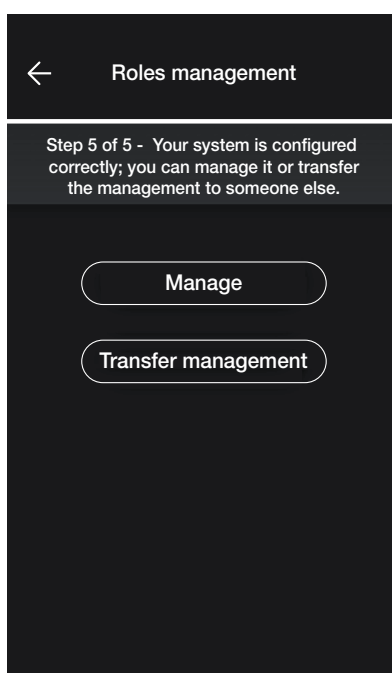 Roles management
Step 5 of 5 - Your system is configured
correctly; you can manage it or transfer
the management to someone else.
Manage
Transfer management